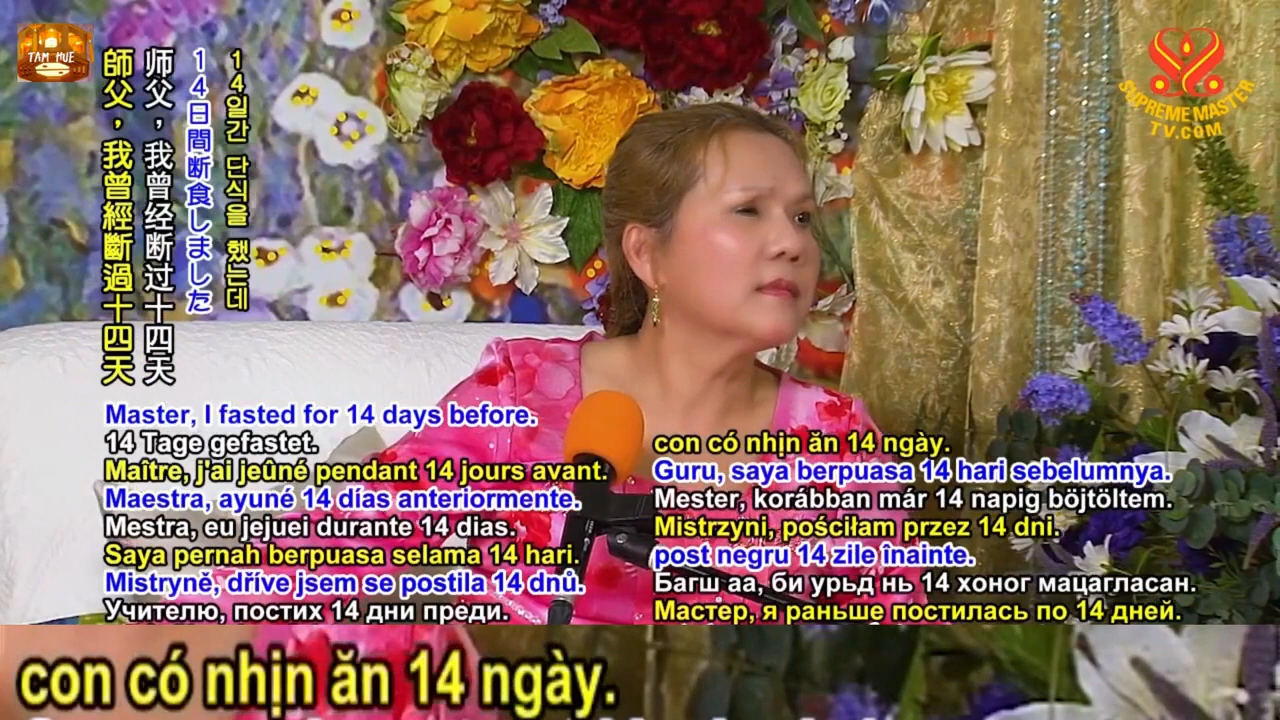 TAM HUE
SUPREME MASTER
TV.COM
師父，我曾經斷過十四天
师父，我曾经断过十四天
14日間断食しました
14일간 단식을 했는데
Master, I fasted for 14 days before.
14 Tage gefastet.
Maître, j'ai jeûné pendant 14 jours avant.
Maestra, ayuné 14 días anteriormente.
Mestra, eu jejuei durante 14 dias.
Saya pernah berpuasa selama 14 hari.
Mistryně, dříve jsem se postila 14 dnů.
Учителю, постих 14 дни преди.
con có nhịn ăn 14 ngày.
Guru, saya berpuasa 14 hari sebelumnya.
Mester, korábban már 14 napig böjtöltem.
Mistrzyni, pościłam przez 14 dni.
post negru 14 zile înainte.
Багш аа, би урьд нь 14 хоног мацагласан.
Мастер, я раньше постилась по 14 дней.
con có nhịn ăn 14 ngày.